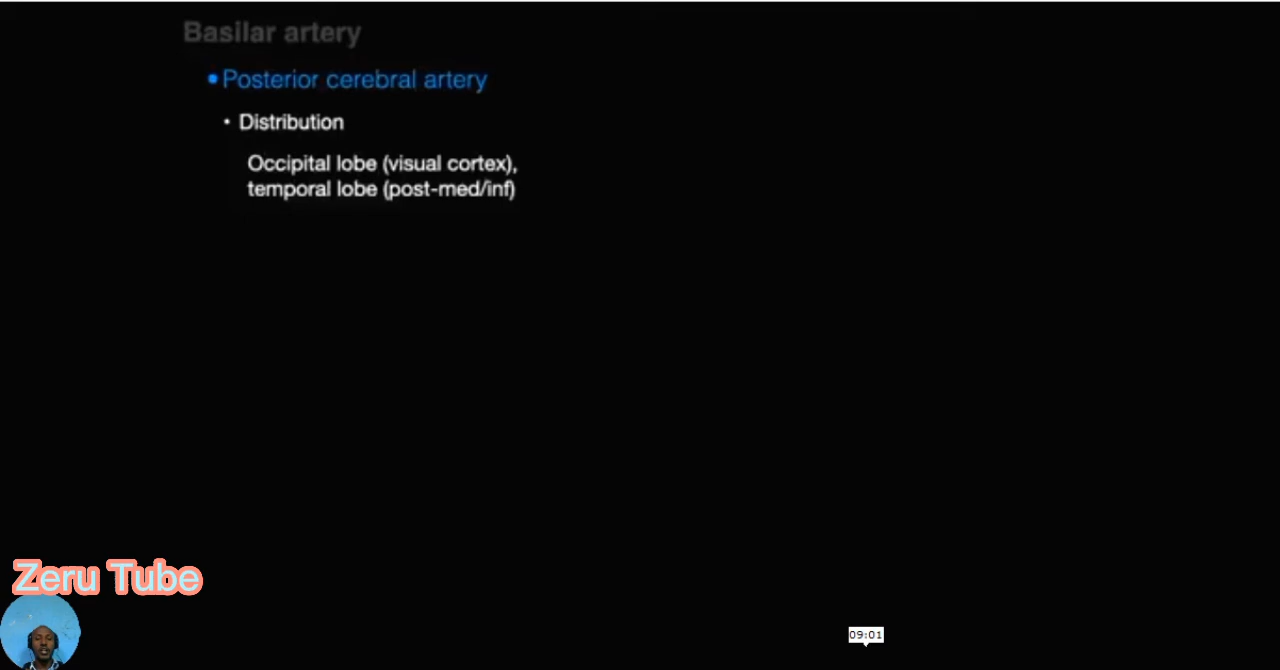 Basilar artery
•Posterior cerebral artery
• Distribution
Occipital lobe (visual cortex),
temporal lobe (post-med/inf)
Zeru Tube
09:01